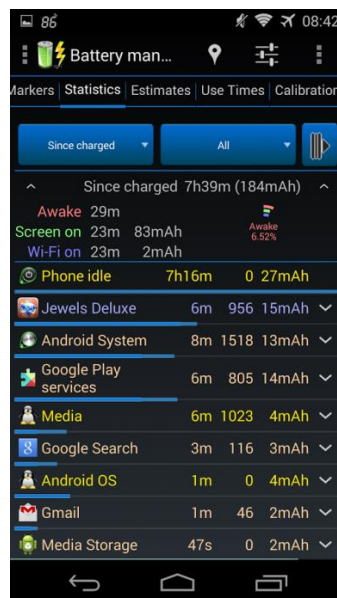 86 08:42
Battery man...
Markers Statistics Estimates Use Times Calibration
Since charged All
Since charged 7h39m (184mAh)
Awake 29m
Screen on 23m 83mAh
Wi-Fi on 23m 2mAh
Awake
6.52%
Phone idle 7h16m 0 27mAh
Jewels Deluxe 6m 956 15mAh
Android System 8m 1518 13mAh
Google Play
services 6m 805 14mAh
Media 6m 1023 4mAh
8 Google Search 3m 116 3mAh
Android OS 1m 0 4mAh
Gmail 1m 46 2mAh
Media Storage 47s 0 2mAh